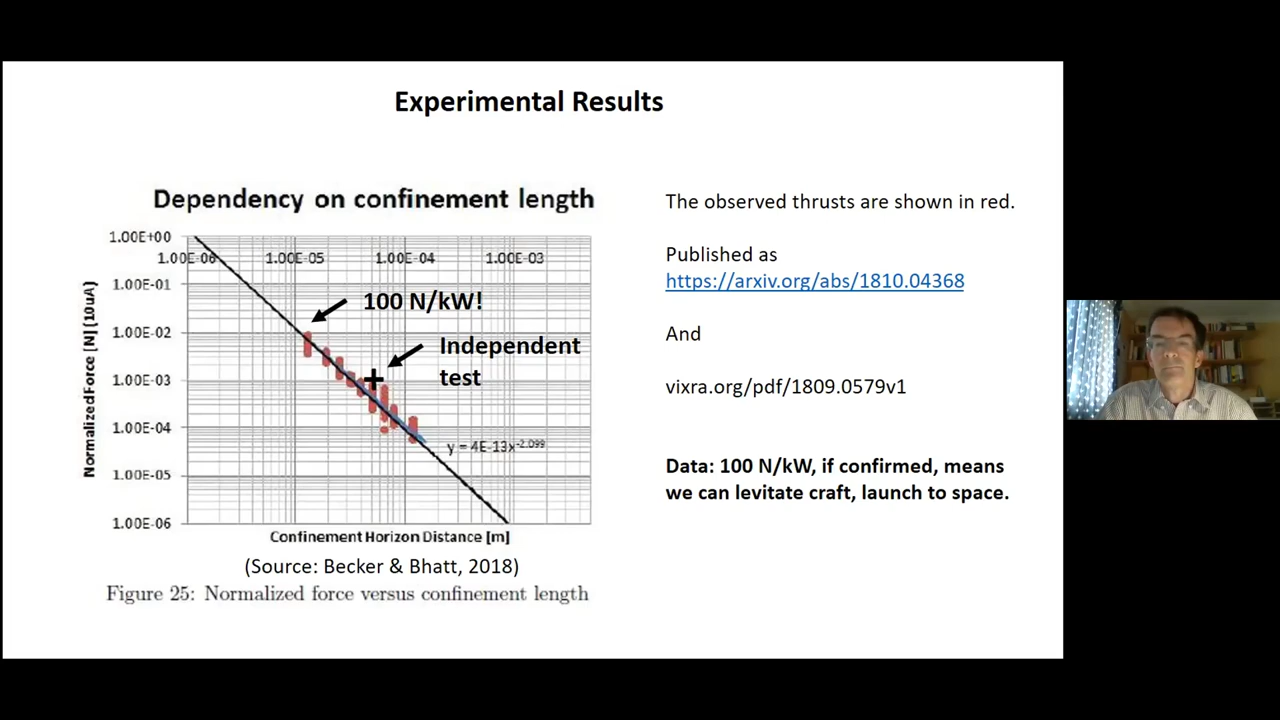 Experimental Results
Dependency on confinement length
1.00E+00
1.00E-06
1.00E-05
1.00E-04
1.00E-03
1.00E-01
1.00E-02
1.00E-03
1.00E-04
1.00E-05
1.00E-06
Normalized Force [N] (10uA)
100 N/kW!
Independent
test
y = 4E-13x^-2.099
Confinement Horizon Distance [m]
(Source: Becker & Bhatt, 2018)
Figure 25: Normalized force versus confinement length
The observed thrusts are shown in red.
Published as
https://arxiv.org/abs/1810.04368
And
vixra.org/pdf/1809.0579v1
Data: 100 N/kW, if confirmed, means
we can levitate craft, launch to space.